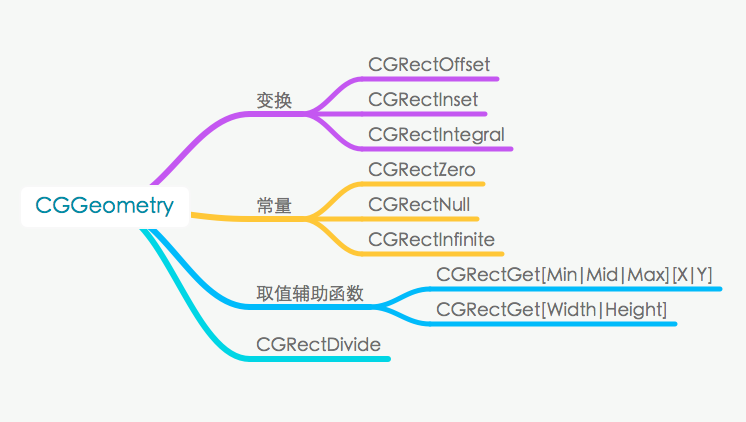 CGGeometry
变换
CGRectOffset
CGRectInset
CGRectIntegral
常量
CGRectZero
CGRectNull
CGRectInfinite
取值辅助函数
CGRectGet[Min|Mid|Max][X|Y]
CGRectGet[Width|Height]
CGRectDivide